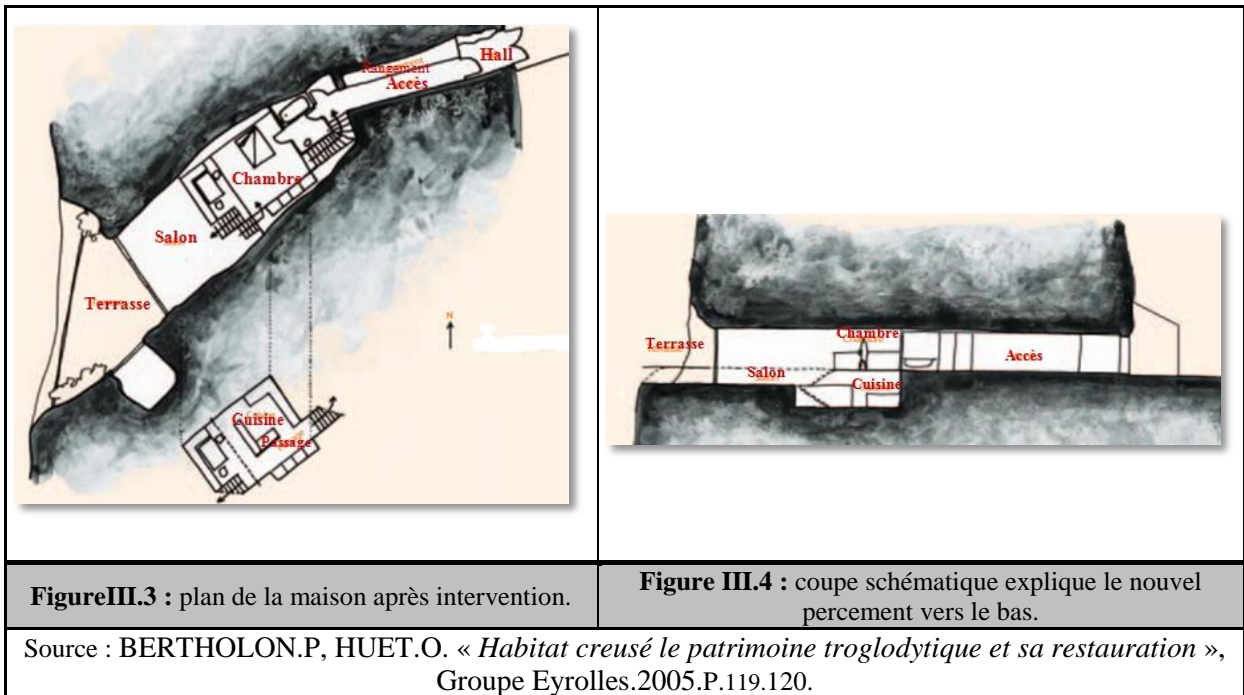 Hall
Rangement
Accès
Chambre
Salon
Terrasse
N
Cuisine
Passage
Chambre
Terrasse
Accès
Salon
Cuisine
FigureIII.3 : plan de la maison après intervention.
Figure III.4 : coupe schématique explique le nouvel
percement vers le bas.
Source : BERTHOLON.P, HUET.O. « Habitat creusé le patrimoine troglodytique et sa restauration »,
Groupe Eyrolles.2005.P.119.120.